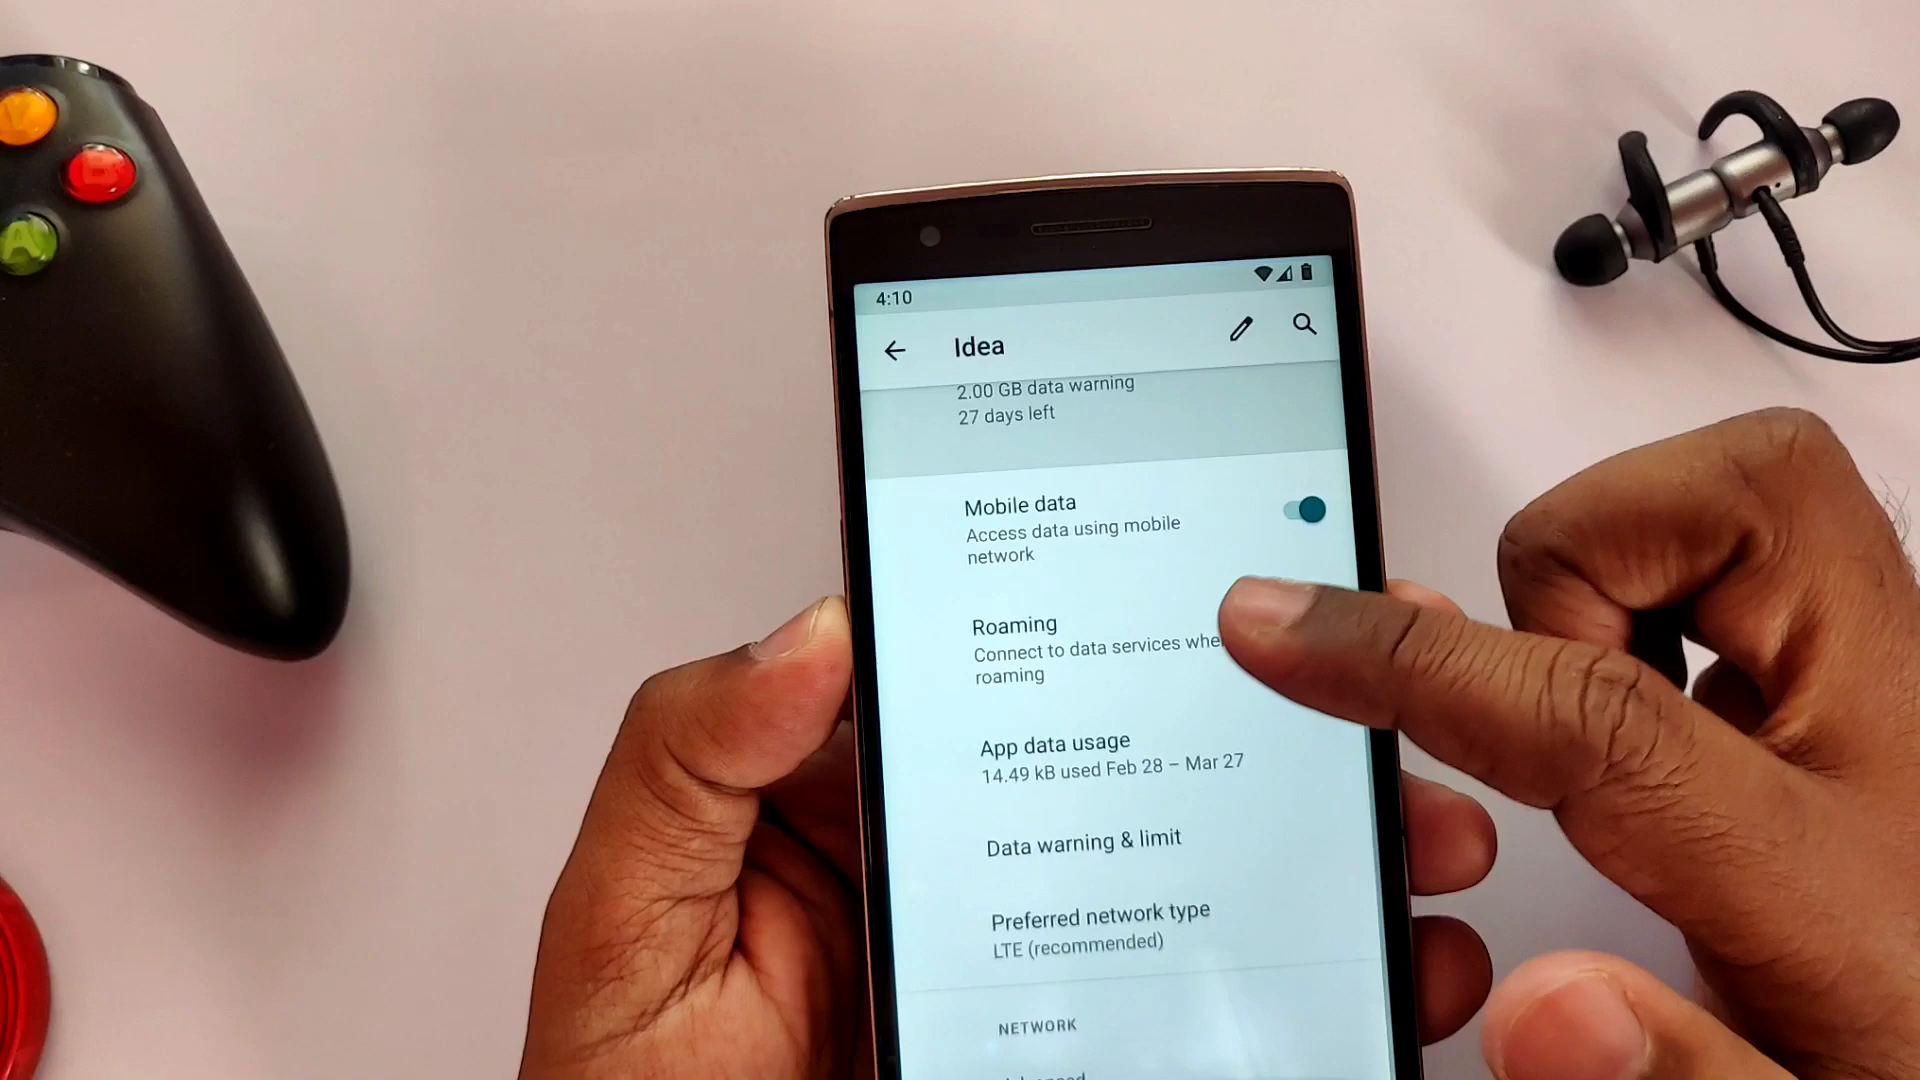 Y
B
A
4:10
Idea
2.00 GB data warning
27 days left
Mobile data
Access data using mobile
network
Roaming
Connect to data services
roaming
App data usage
14.49 kB used Feb 28 – Mar 27
Data warning & limit
Preferred network type
LTE (recommended)
NETWORK
Advanced